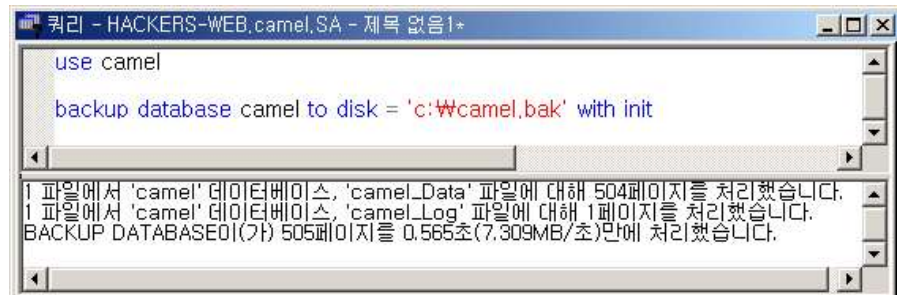 쿼리 - HACKERS-WEB.camel.SA - 제목 없음1*
use camel
backup database camel to disk = 'c:₩camel.bak' with init
1 파일에서 'camel' 데이터베이스, 'camel_Data' 파일에 대해 504페이지를 처리했습니다.
1 파일에서 'camel' 데이터베이스, 'camel_Log' 파일에 대해 1페이지를 처리했습니다.
BACKUP DATABASE이(가) 505페이지를 0.565초(7.309MB/초)만에 처리했습니다.